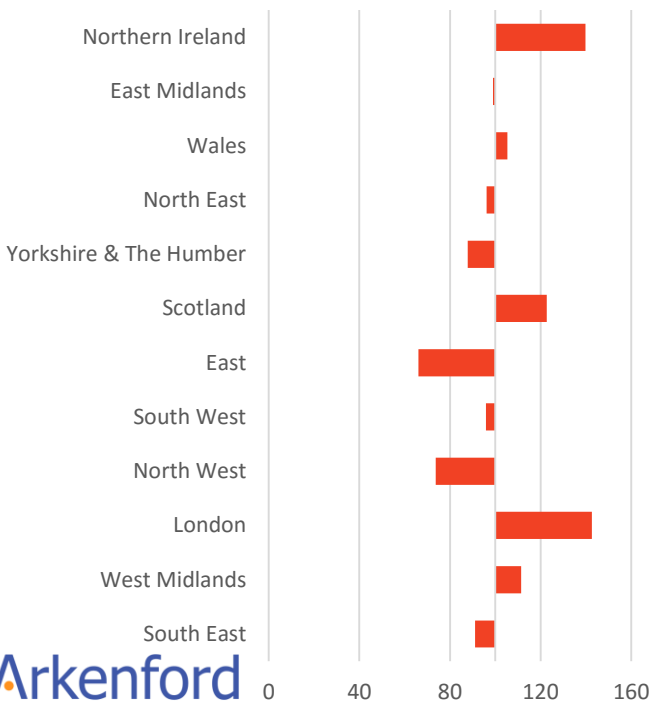 Northern Ireland
East Midlands
Wales
North East
Yorkshire & The Humber
Scotland
East
South West
North West
London
West Midlands
South East
Arkenford
0 40 80 120 160